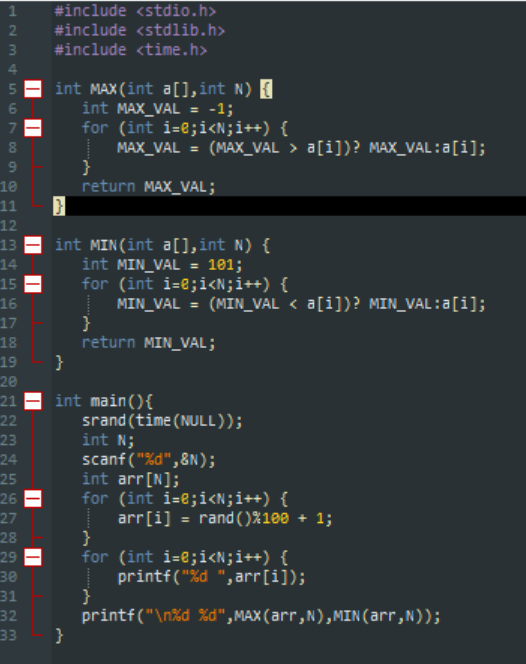 1 #include <stdio.h>
2 #include <stdlib.h>
3 #include <time.h>
4
5 int MAX(int a[],int N) {
6 int MAX_VAL = -1;
7 for (int i=0;i<N;i++) {
8 MAX_VAL = (MAX_VAL > a[i])? MAX_VAL:a[i];
9 }
10 return MAX_VAL;
11 }
12
13 int MIN(int a[],int N) {
14 int MIN_VAL = 101;
15 for (int i=0;i<N;i++) {
16 MIN_VAL = (MIN_VAL < a[i])? MIN_VAL:a[i];
17 }
18 return MIN_VAL;
19 }
20
21 int main(){
22 srand(time(NULL));
23 int N;
24 scanf("%d",&N);
25 int arr[N];
26 for (int i=0;i<N;i++) {
27 arr[i] = rand()%100 + 1;
28 }
29 for (int i=0;i<N;i++) {
30 printf("%d ",arr[i]);
31 }
32 printf("\n%d %d",MAX(arr,N),MIN(arr,N));
33 }